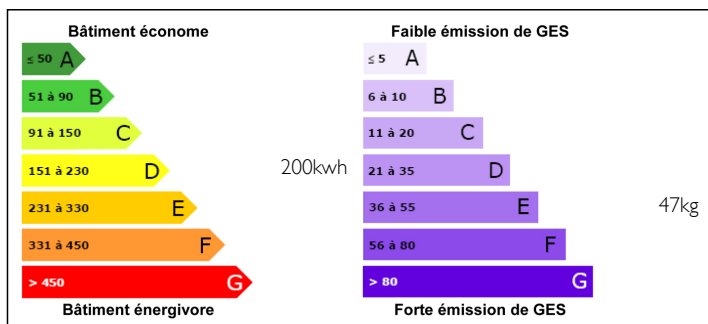 Bâtiment économe
≤ 50 A
51 à 90 B
91 à 150 C
151 à 230 D
200kwh
231 à 330 E
331 à 450 F
> 450 G
Bâtiment énergivore
Faible émission de GES
≤ 5 A
6 à 10 B
11 à 20 C
21 à 35 D
36 à 55 E
47kg
56 à 80 F
> 80 G
Forte émission de GES